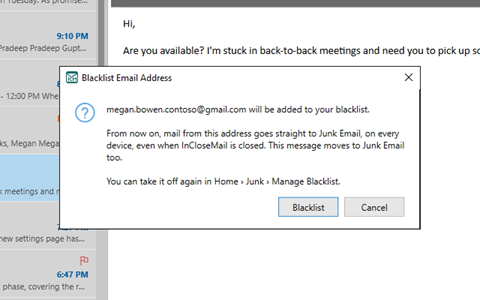 Hi,
9:10 PM
Pradeep Pradeep Gupt...
Are you available? I'm stuck in back-to-back meetings and need you to pick up
Blacklist Email Address
- 12:00 PM Whe
megan.bowen.contoso@gmail.com will be added to your blacklist.
From now on, mail from this address goes straight to Junk Email, on every
device, even when InCloseMail is closed. This message moves to Junk Email
too.
ks, Megan Mega
You can take it off again in Home › Junk › Manage Blacklist.
k meetings and n
Blacklist
Cancel
new settings page has...
6:47 PM
phase, covering the r...